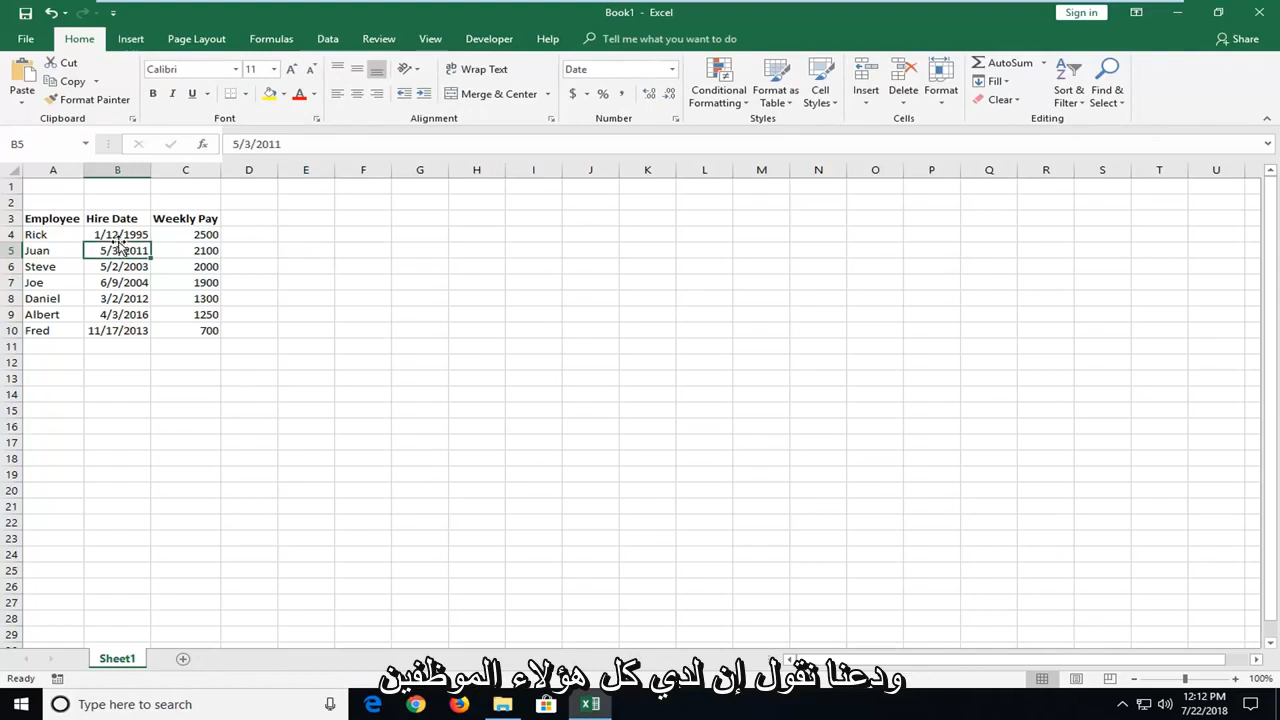 Book1 - Excel
Sign in
File Home Insert Page Layout Formulas Data Review View Developer Help Tell me what you want to do Share
Paste
Cut
Copy
Format Painter
Clipboard
Calibri 11
B I U
Font
Wrap Text
Merge & Center
Alignment
Date
$ % ,
Number
Conditional Formatting
Format as Table
Cell Styles
Styles
Insert Delete Format
Cells
AutoSum
Fill
Clear
Sort & Filter
Find & Select
Editing
B5 fx 5/3/2011
A B C D E F G H I J K L M N O P Q R S T U
1
2
3 Employee Hire Date Weekly Pay
4 Rick 1/12/1995 2500
5 Juan 5/3/2011 2100
6 Steve 5/2/2003 2000
7 Joe 6/9/2004 1900
8 Daniel 3/2/2012 1300
9 Albert 4/3/2016 1250
10 Fred 11/17/2013 700
11
12
13
14
15
16
17
18
19
20
21
22
23
24
25
26
27
28
29
Sheet1
ودعنا نقول إن لدي كل هؤلاء الموظفين
Ready 100%
Type here to search
12:12 PM
7/22/2018